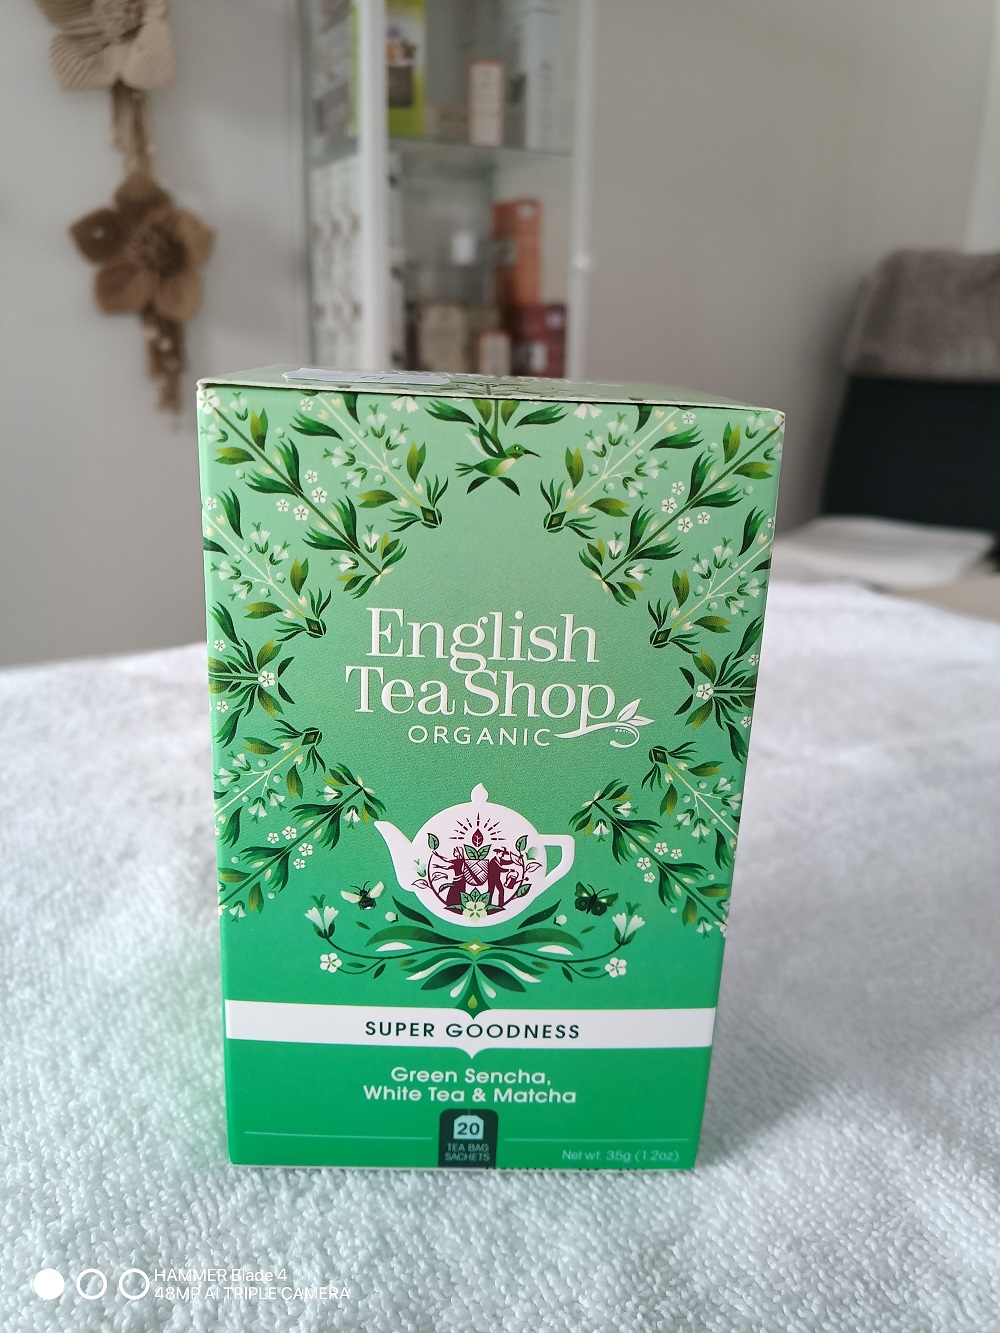 English
Tea Shop
ORGANIC
SUPER GOODNESS
Green Sencha,
White Tea & Matcha
20
TEA BAG
SACHETS
Net wt. 35g (1.2oz)
HAMMER Blade 4
48MP AI TRIPLE CAMERA